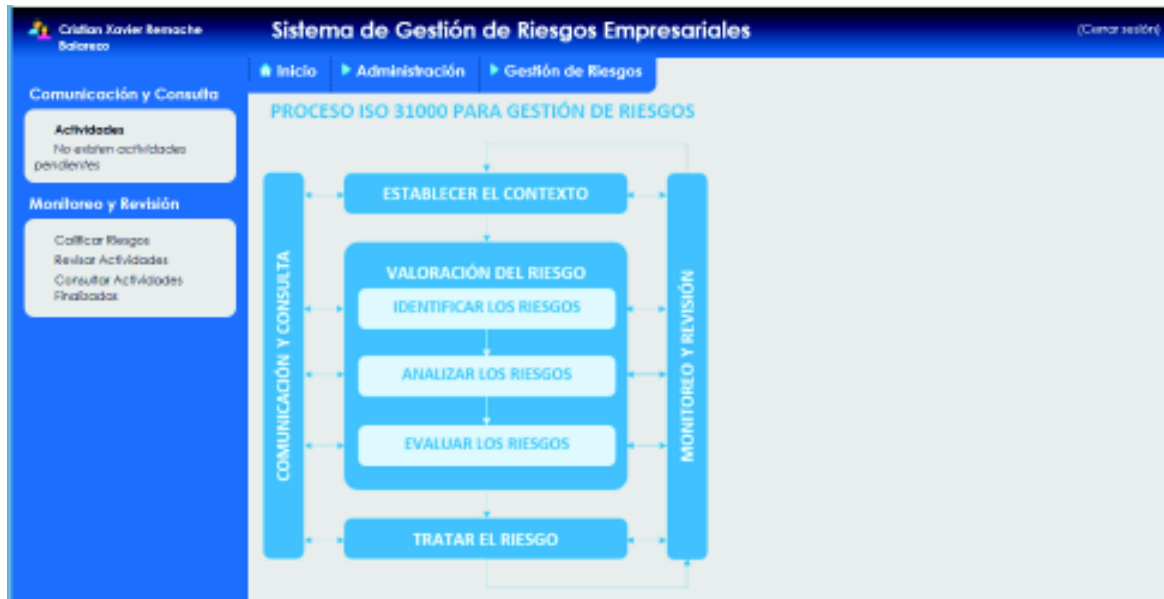 Cristian Xavier Remache
Balarezo
Sistema de Gestión de Riesgos Empresariales
(Cerrar sesión)
Inicio
Administración
Gestión de Riesgos
Comunicación y Consulta
Actividades
No existen actividades
pendientes
Monitoreo y Revisión
Calificar Riesgos
Revisar Actividades
Consultar Actividades
Finalizadas
PROCESO ISO 31000 PARA GESTIÓN DE RIESGOS
COMUNICACIÓN Y CONSULTA
ESTABLECER EL CONTEXTO
VALORACIÓN DEL RIESGO
IDENTIFICAR LOS RIESGOS
ANALIZAR LOS RIESGOS
EVALUAR LOS RIESGOS
TRATAR EL RIESGO
MONITOREO Y REVISIÓN